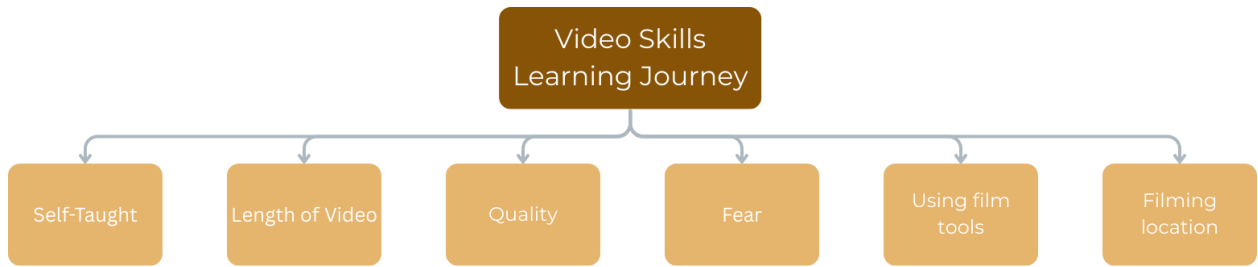 Video Skills
Learning Journey
Self-Taught
Length of Video
Quality
Fear
Using film
tools
Filming
location